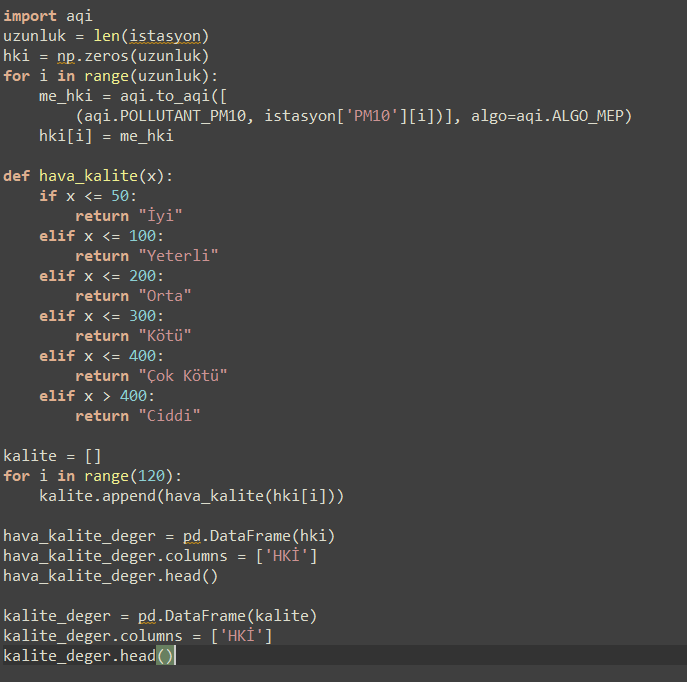 import aqi
uzunluk = len(istasyon)
hki = np.zeros(uzunluk)
for i in range(uzunluk):
    me_hki = aqi.to_aqi([
        (aqi.POLLUTANT_PM10, istasyon['PM10'][i])], algo=aqi.ALGO_MEP)
    hki[i] = me_hki

def hava_kalite(x):
    if x <= 50:
        return "İyi"
    elif x <= 100:
        return "Yeterli"
    elif x <= 200:
        return "Orta"
    elif x <= 300:
        return "Kötü"
    elif x <= 400:
        return "Çok Kötü"
    elif x > 400:
        return "Ciddi"

kalite = []
for i in range(120):
    kalite.append(hava_kalite(hki[i]))

hava_kalite_deger = pd.DataFrame(hki)
hava_kalite_deger.columns = ['HKİ']
hava_kalite_deger.head()

kalite_deger = pd.DataFrame(kalite)
kalite_deger.columns = ['HKİ']
kalite_deger.head()